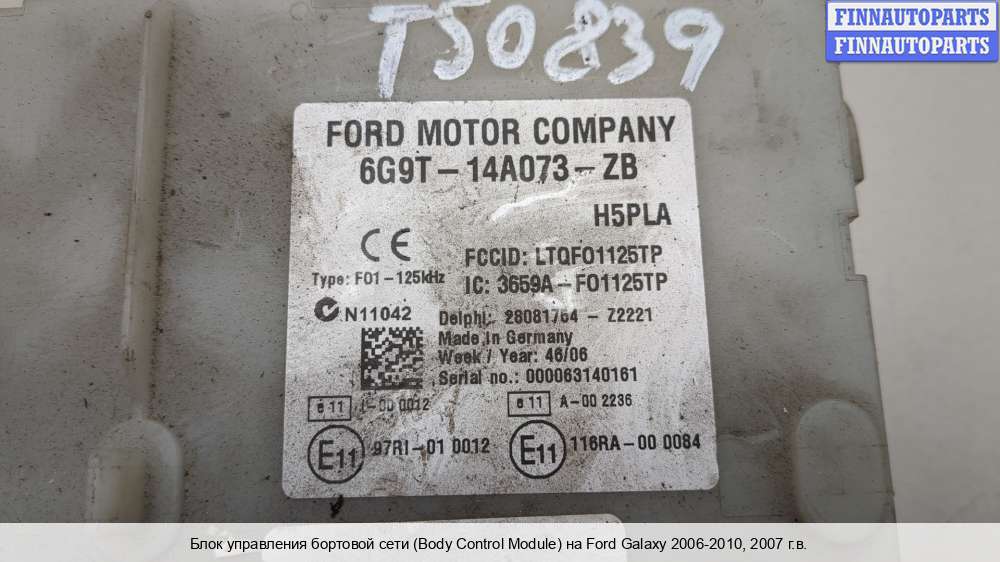 T50839
FINNAUTOPARTS
FINNAUTOPARTS
FORD MOTOR COMPANY
6G9T-14A073-ZB
H5PLA
CE
FCCID: LTQFO1125TP
Type: F01-125kHz
IC: 3659A-FO1125TP
N11042
Delphi: 28081764-Z2221
Made in Germany
Week / Year: 46/06
Serial no.: 000063140161
e 11
I-00 0012
e 11
A-00 2236
E11
97RI-01 0012
E11
116RA-00 0084
Блок управления бортовой сети (Body Control Module) на Ford Galaxy 2006-2010, 2007 г.в.